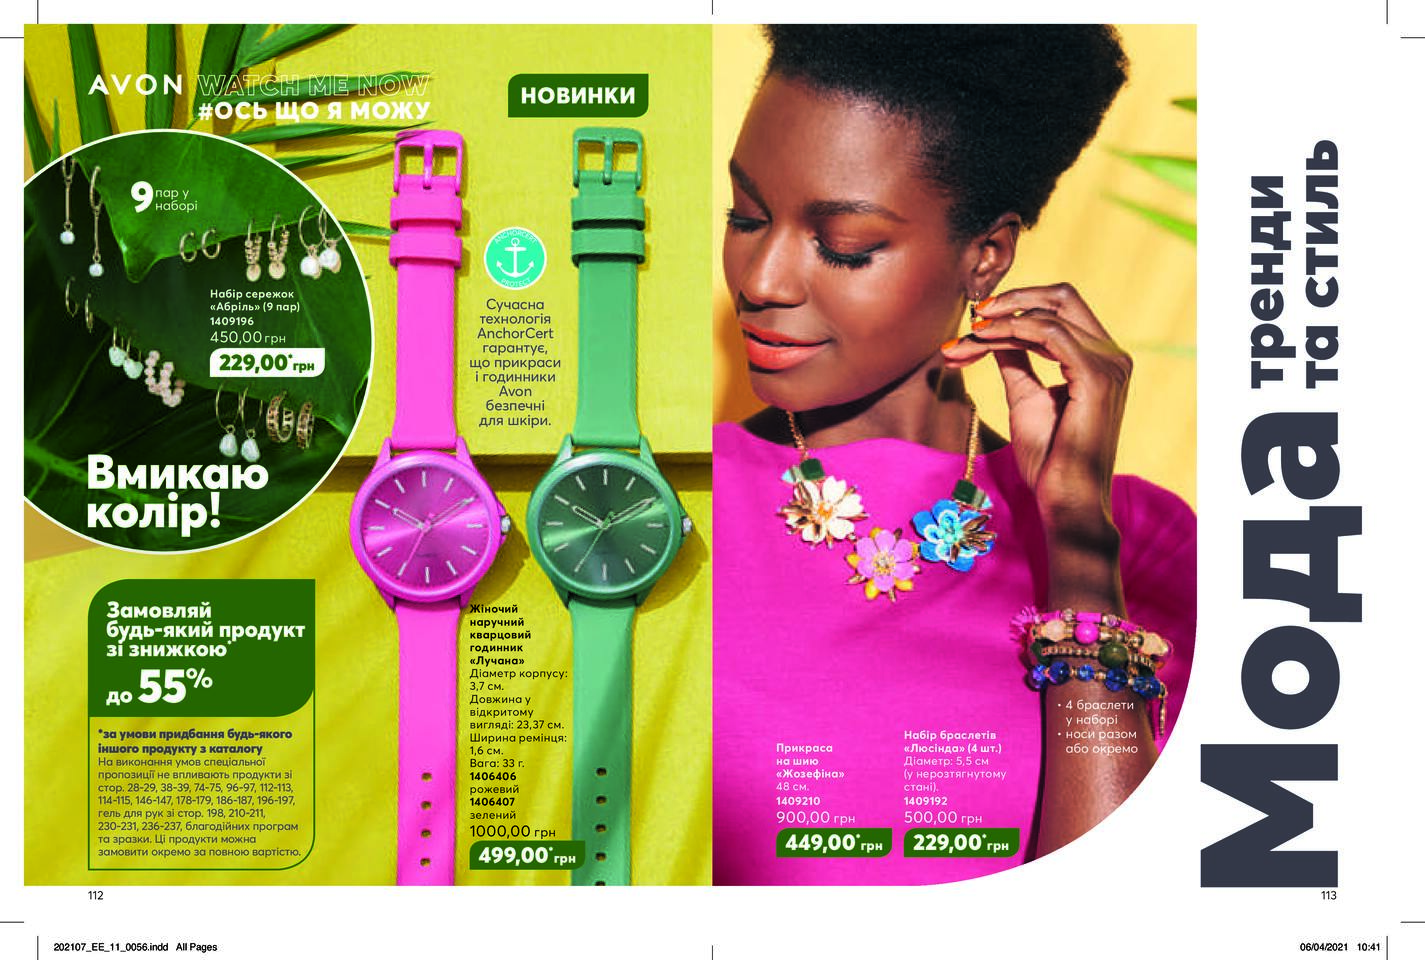 AVON WATCH ME NOW
#ОСЬ ЩО Я МОЖУ
НОВИНКИ
9 пар у
наборі
Набір сережок
«Абріль» (9 пар)
1409196
450,00 грн
229,00* грн
Вмикаю
колір!
ANCHORCERT
PROTECT
Сучасна
технологія
AnchorCert
гарантує,
що прикраси
і годинники
Avon
безпечні
для шкіри.
Замовляй
будь-який продукт
зі знижкою*
до 55%
*за умови придбання будь-якого
іншого продукту з каталогу
На виконання умов спеціальної
пропозиції не впливають продукти зі
стор. 28-29, 38-39, 74-75, 96-97, 112-113,
114-115, 146-147, 178-179, 186-187, 196-197,
гель для рук зі стор. 198, 210-211,
230-231, 236-237, благодійних програм
та зразки. Ці продукти можна
замовити окремо за повною вартістю.
Жіночий
наручний
кварцовий
годинник
«Лучана»
Діаметр корпусу:
3,7 см.
Довжина у
відкритому
вигляді: 23,37 см.
Ширина ремінця:
1,6 см.
Вага: 33 г.
1406406
рожевий
1406407
зелений
1000,00 грн
499,00* грн
Прикраса
на шию
«Жозефіна»
48 см.
1409210
900,00 грн
449,00* грн
Набір браслетів
«Люсінда» (4 шт.)
Діаметр: 5,5 см
(у нерозтягнутому
стані).
1409192
500,00 грн
229,00* грн
• 4 браслети
у наборі
• носи разом
або окремо
Мода тренди
та стиль
112
113
202107_EE_11_0056.indd All Pages
06/04/2021 10:41